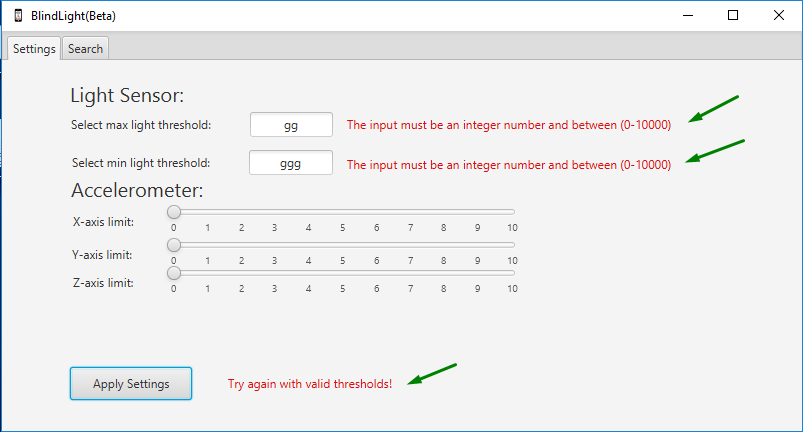 BlindLight(Beta)
Settings Search
Light Sensor:
Select max light threshold: gg The input must be an integer number and between (0-10000)
Select min light threshold: ggg The input must be an integer number and between (0-10000)
Accelerometer:
X-axis limit:
0 1 2 3 4 5 6 7 8 9 10
Y-axis limit:
0 1 2 3 4 5 6 7 8 9 10
Z-axis limit:
0 1 2 3 4 5 6 7 8 9 10
Apply Settings Try again with valid thresholds!